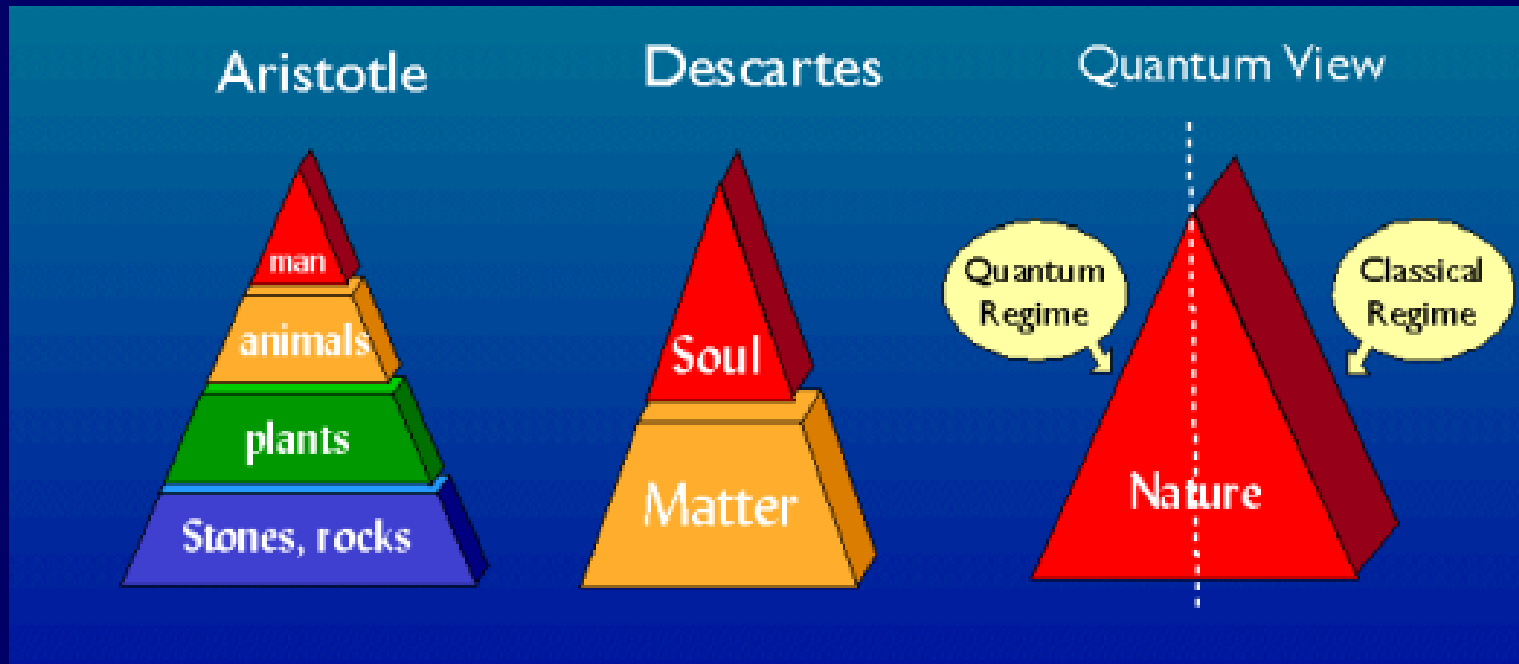 Aristotle
man
animals
plants
Stones, rocks
Descartes
Soul
Matter
Quantum View
Quantum
Regime
Classical
Regime
Nature